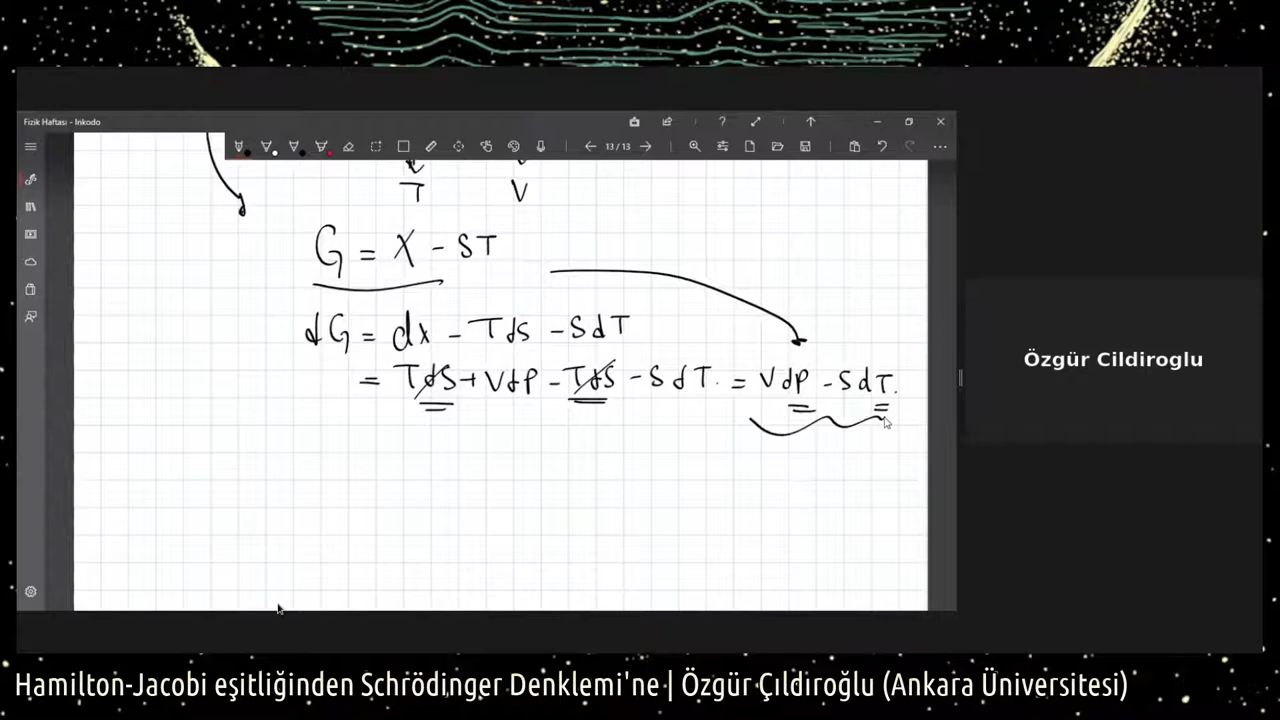 Fizik Haftası - Inkodo
13 / 13
T V
G = X - ST
dG = dx - Tds - SdT
= TdS + Vdp - TdS - SdT. = Vdp - SdT.
Özgür Cildiroglu
Hamilton-Jacobi eşitliğinden Schrödinger Denklemi'ne | Özgür Çıldıroğlu (Ankara Üniversitesi)